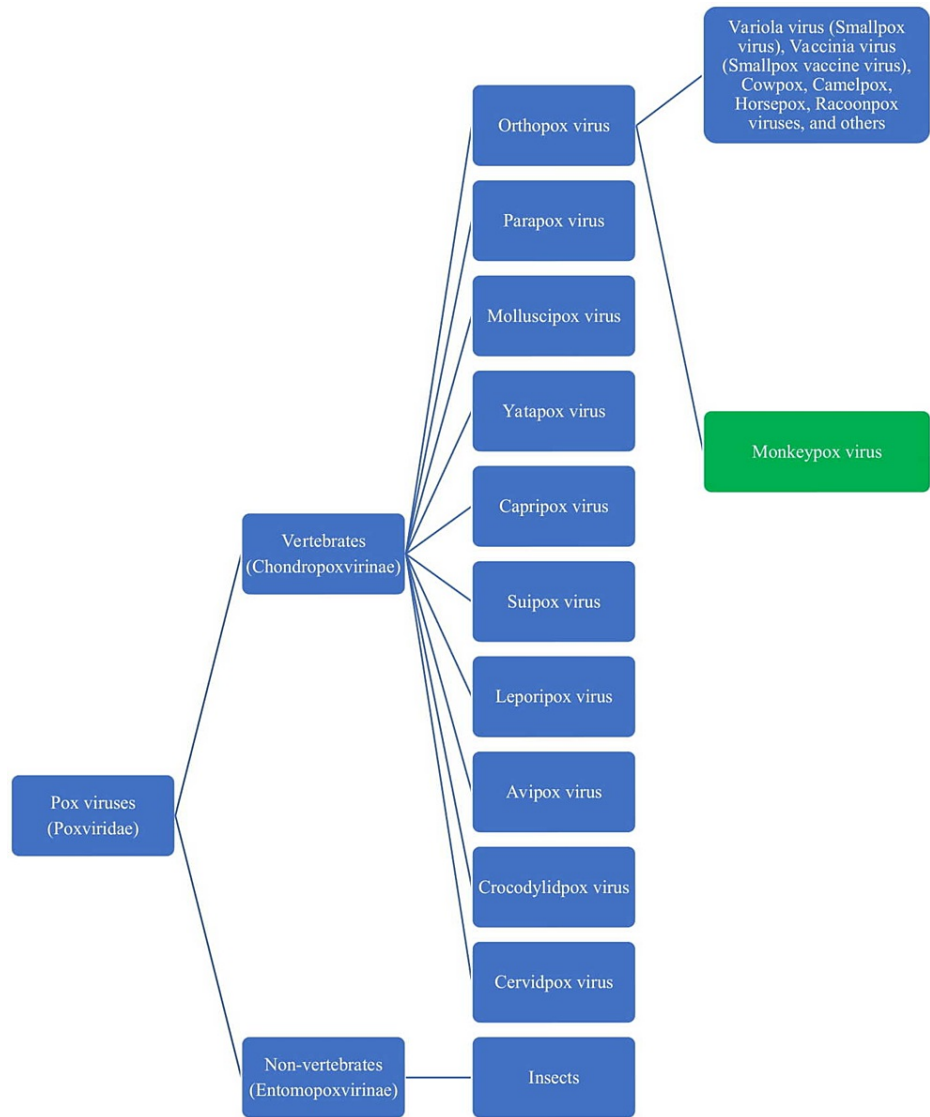 Variola virus (Smallpox
virus), Vaccinia virus
(Smallpox vaccine virus),
Cowpox, Camelpox,
Horsepox, Racoonpox
viruses, and others
Orthopox virus
Parapox virus
Molluscipox virus
Yatapox virus
Monkeypox virus
Capripox virus
Vertebrates
(Chondropoxvirinae)
Suipox virus
Leporipox virus
Avipox virus
Pox viruses
(Poxviridae)
Crocodylidpox virus
Cervidpox virus
Non-vertebrates
(Entomopoxvirinae)
Insects